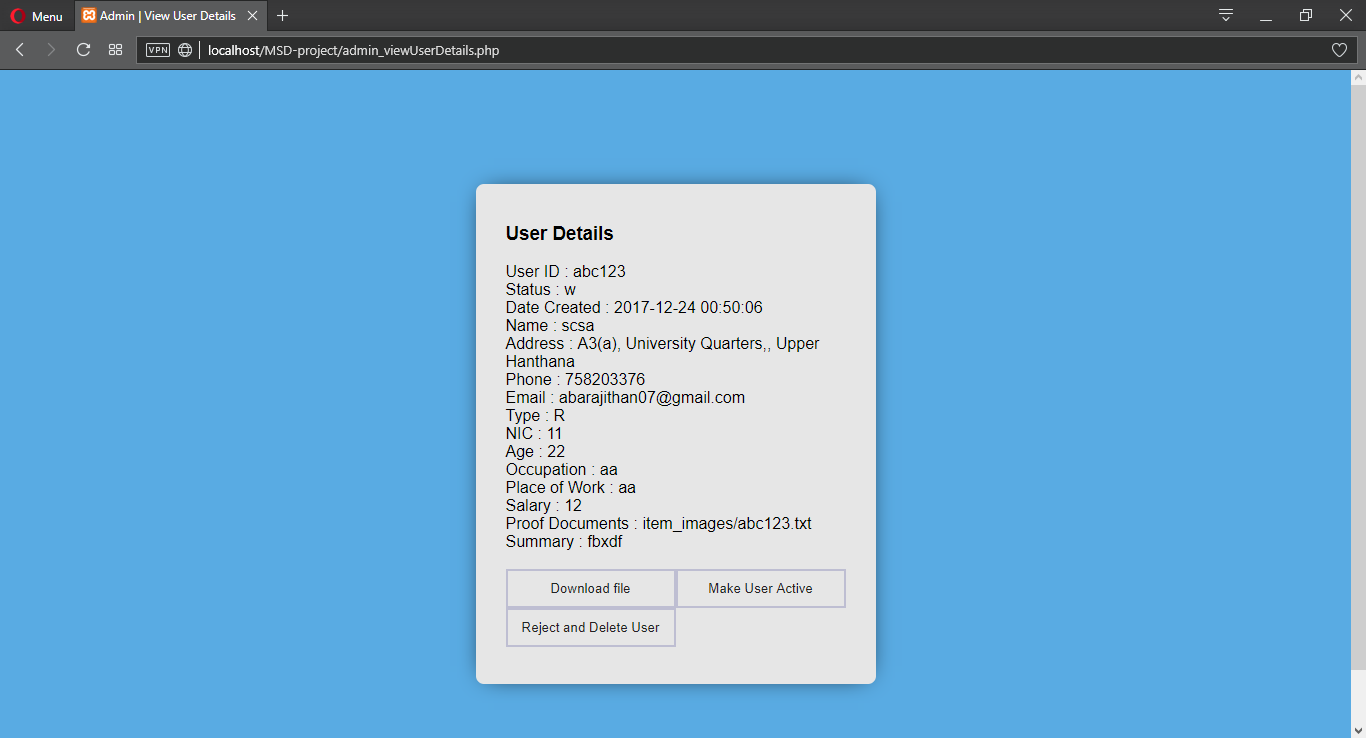 Menu
Admin | View User Details
VPN
localhost/MSD-project/admin_viewUserDetails.php
User Details
User ID : abc123
Status : w
Date Created : 2017-12-24 00:50:06
Name : scsa
Address : A3(a), University Quarters,, Upper
Hanthana
Phone : 758203376
Email : abarajithan07@gmail.com
Type : R
NIC : 11
Age : 22
Occupation : aa
Place of Work : aa
Salary : 12
Proof Documents : item_images/abc123.txt
Summary : fbxdf
Download file
Make User Active
Reject and Delete User